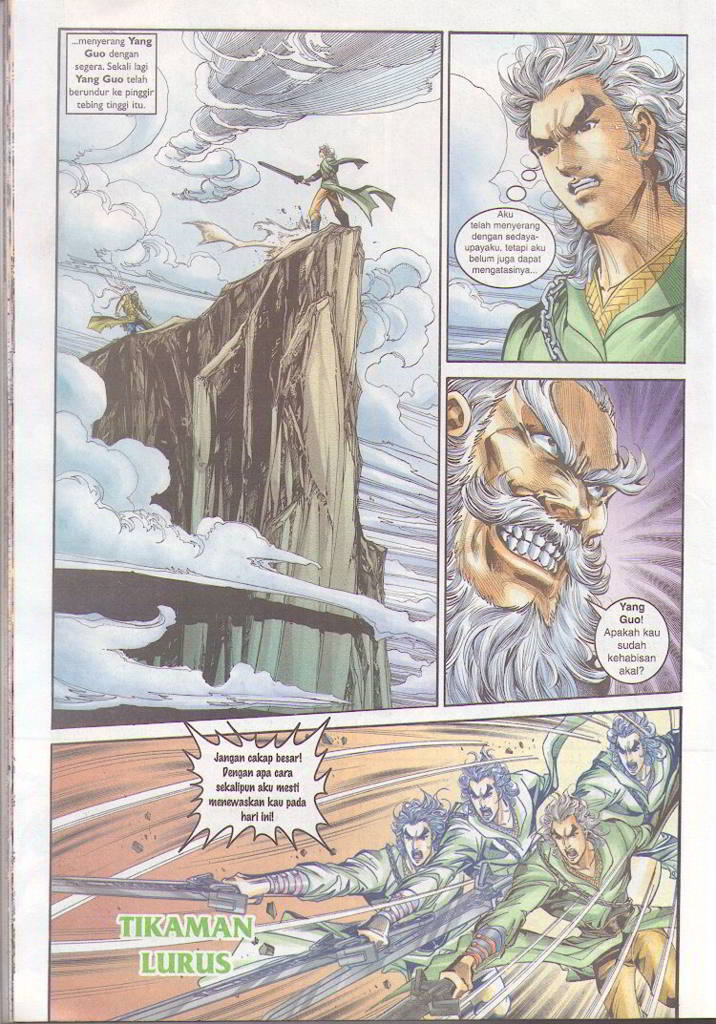 ...menyerang Yang
Guo dengan
segera. Sekali lagi
Yang Guo telah
berundur ke pinggir
tebing tinggi itu.
Aku
telah menyerang
dengan sedaya-
upayaku, tetapi aku
belum juga dapat
mengatasinya...
Yang
Guo!
Apakah kau
sudah
kehabisan
akal?
Jangan cakap besar!
Dengan apa cara
sekalipun aku mesti
menewaskan kau pada
hari ini!
TIKAMAN
LURUS